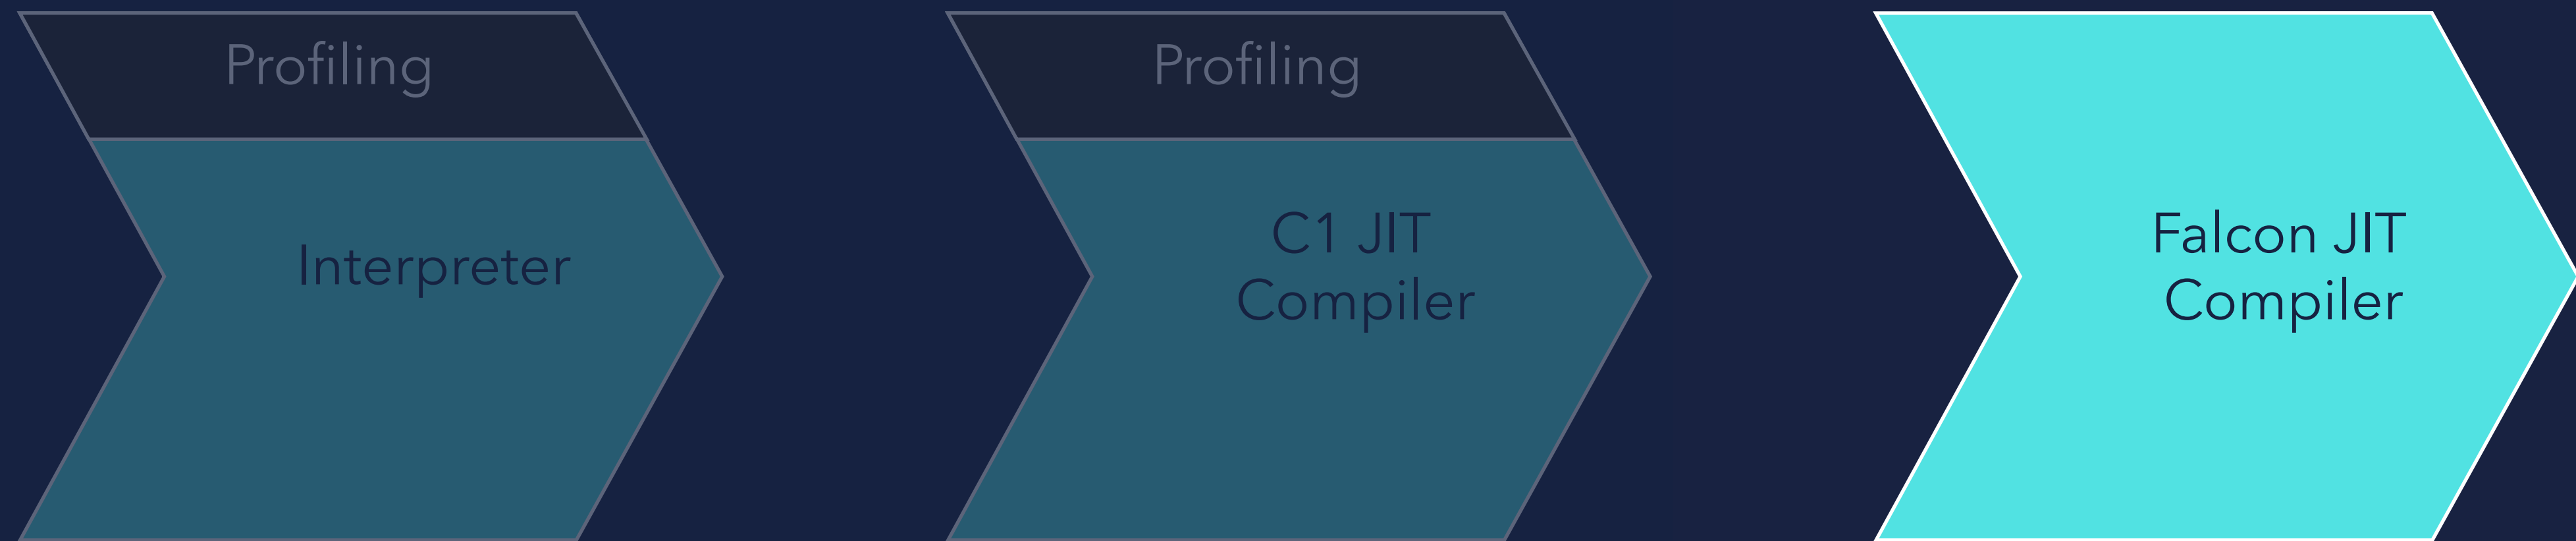 Profiling
Interpreter
Profiling
C1 JIT
Compiler
Falcon JIT
Compiler